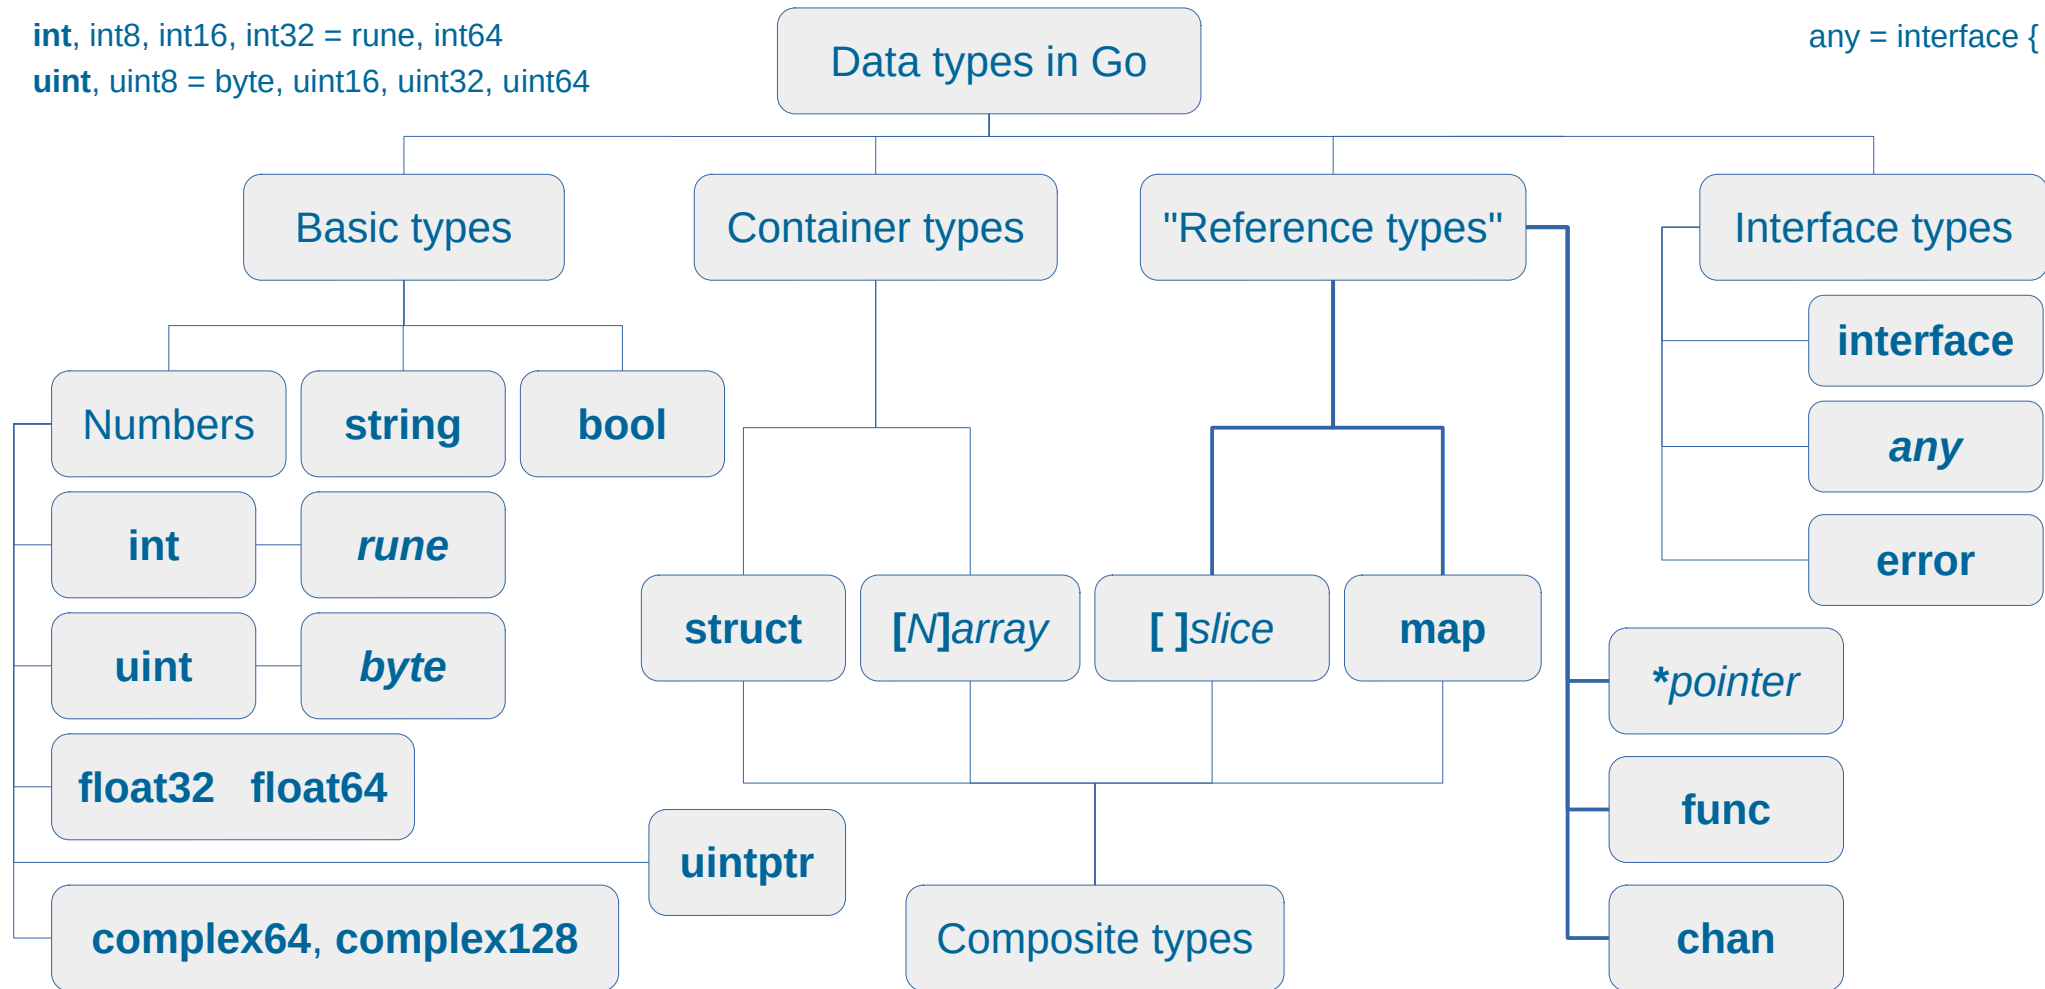 int, int8, int16, int32 = rune, int64
uint, uint8 = byte, uint16, uint32, uint64
Data types in Go
any = interface {
Basic types
Container types
"Reference types"
Interface types
interface
Numbers
string
bool
any
int
rune
error
struct
[N]array
[ ]slice
map
uint
byte
*pointer
float32 float64
func
uintptr
complex64, complex128
Composite types
chan